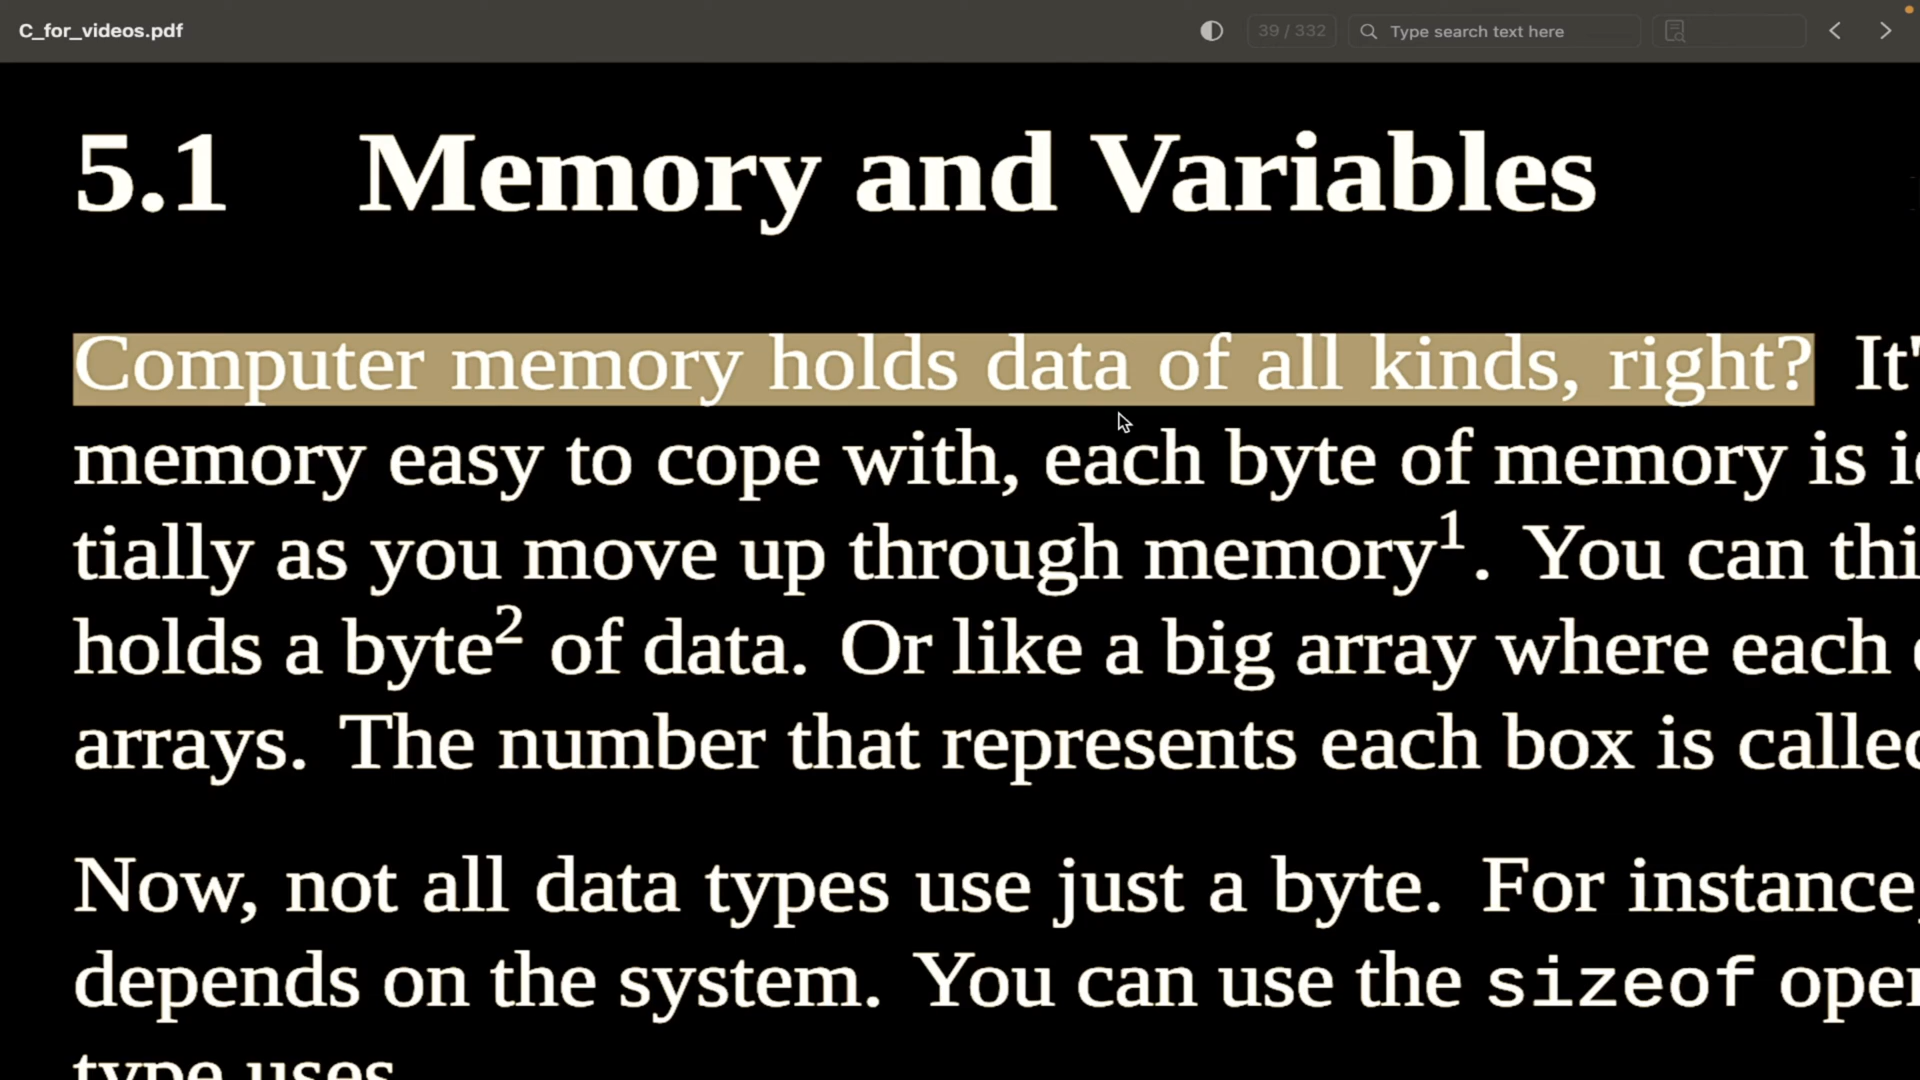 C_for_videos.pdf
39 / 332
Type search text here
5.1 Memory and Variables
Computer memory holds data of all kinds, right? It'
memory easy to cope with, each byte of memory is
tially as you move up through memory1. You can
holds a byte2 of data. Or like a big array where each
arrays. The number that represents each box is
Now, not all data types use just a byte. For instance,
depends on the system. You can use the sizeof
type uses.